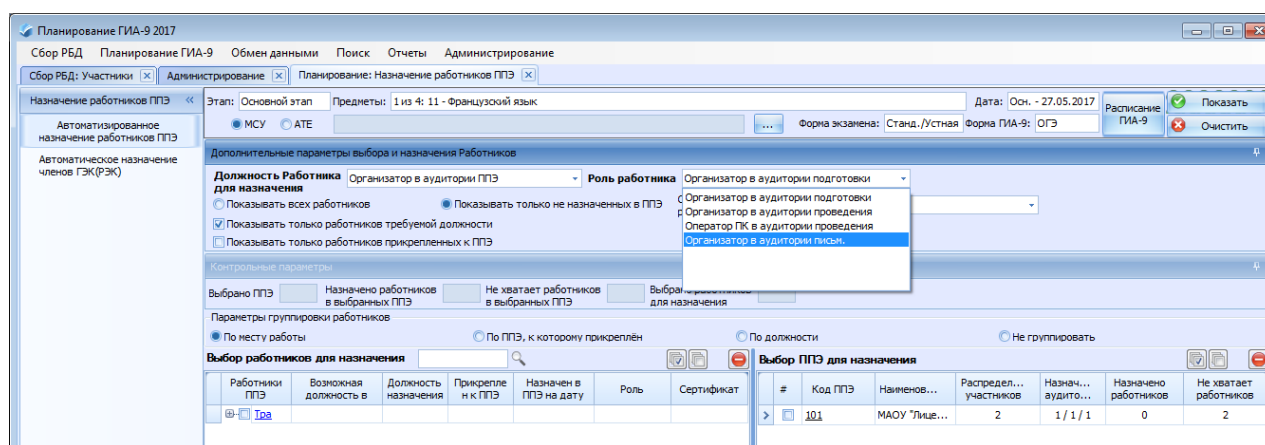 Планирование ГИА-9 2017
Сбор РБД Планирование ГИА-9 Обмен данными Поиск Отчеты Администрирование
Сбор РБД: Участники Администрирование Планирование: Назначение работников ППЭ
Назначение работников ППЭ
Автоматизированное назначение работников ППЭ
Автоматическое назначение членов ГЭК(РЭК)
Этап: Основной этап Предметы: 1 из 4: 11 - Французский язык Дата: Осн. - 27.05.2017
МСУ АТЕ ... Форма экзамена: Станд./Устная Форма ГИА-9: ОГЭ
Расписание ГИА-9
Показать
Очистить
Дополнительные параметры выбора и назначения Работников
Должность Работника для назначения Организатор в аудитории ППЭ Роль работника Организатор в аудитории подготовки
Показывать всех работников Показывать только не назначенных в ППЭ
Показывать только работников требуемой должности
Показывать только работников прикрепленных к ППЭ
Организатор в аудитории подготовки
Организатор в аудитории проведения
Оператор ПК в аудитории проведения
Организатор в аудитории письм.
Контрольные параметры
Выбрано ППЭ Назначено работников в выбранных ППЭ Не хватает работников в выбранных ППЭ Выбрано работников для назначения
Параметры группировки работников
По месту работы По ППЭ, к которому прикреплён По должности Не группировать
Выбор работников для назначения
Работники ППЭ Возможная должность в Должность назначения Прикрепле н к ППЭ Назначен в ППЭ на дату Роль Сертификат
Тра
Выбор ППЭ для назначения
# Код ППЭ Наименов... Распредел... участников Назнач... аудито... Назначено работников Не хватает работников
101 МАОУ "Лице... 2 1 / 1 / 1 0 2